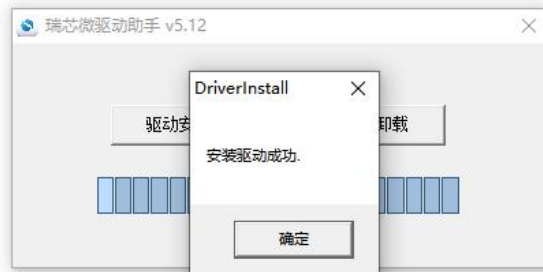 瑞芯微驱动助手 v5.12
DriverInstall
驱动安
卸载
安装驱动成功.
确定